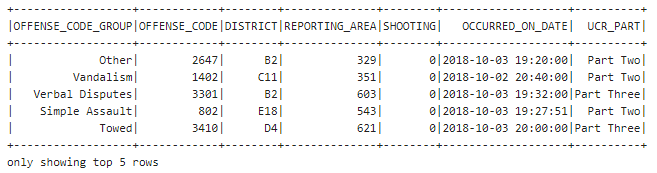 +------------------+------------+--------+--------------+--------+-------------------+----------+
|OFFENSE_CODE_GROUP|OFFENSE_CODE|DISTRICT|REPORTING_AREA|SHOOTING|   OCCURRED_ON_DATE|  UCR_PART|
+------------------+------------+--------+--------------+--------+-------------------+----------+
|             Other|        2647|      B2|           329|       0|2018-10-03 19:20:00|  Part Two|
|         Vandalism|        1402|     C11|           351|       0|2018-10-02 20:40:00|  Part Two|
|   Verbal Disputes|        3301|      B2|           603|       0|2018-10-03 19:32:00|Part Three|
|    Simple Assault|         802|     E18|           543|       0|2018-10-03 19:27:51|  Part Two|
|             Towed|        3410|      D4|           621|       0|2018-10-03 20:00:00|Part Three|
+------------------+------------+--------+--------------+--------+-------------------+----------+
only showing top 5 rows